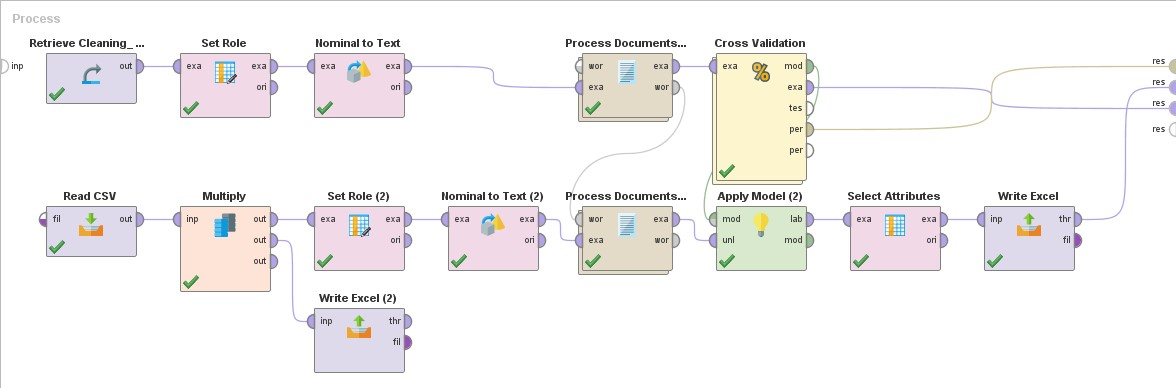 Process
Retrieve Cleaning_ ...
Set Role
Nominal to Text
Process Documents...
Cross Validation
inp
out
exa
exa
ori
exa
exa
ori
wor
exa
exa
wor
exa
mod
exa
tes
per
per
res
res
res
res
Read CSV
Multiply
Set Role (2)
Nominal to Text (2)
Process Documents...
Apply Model (2)
Select Attributes
Write Excel
fil
out
inp
out
out
out
exa
exa
ori
exa
exa
ori
wor
exa
exa
wor
mod
lab
unl
mod
exa
exa
ori
inp
thr
fil
Write Excel (2)
inp
thr
fil